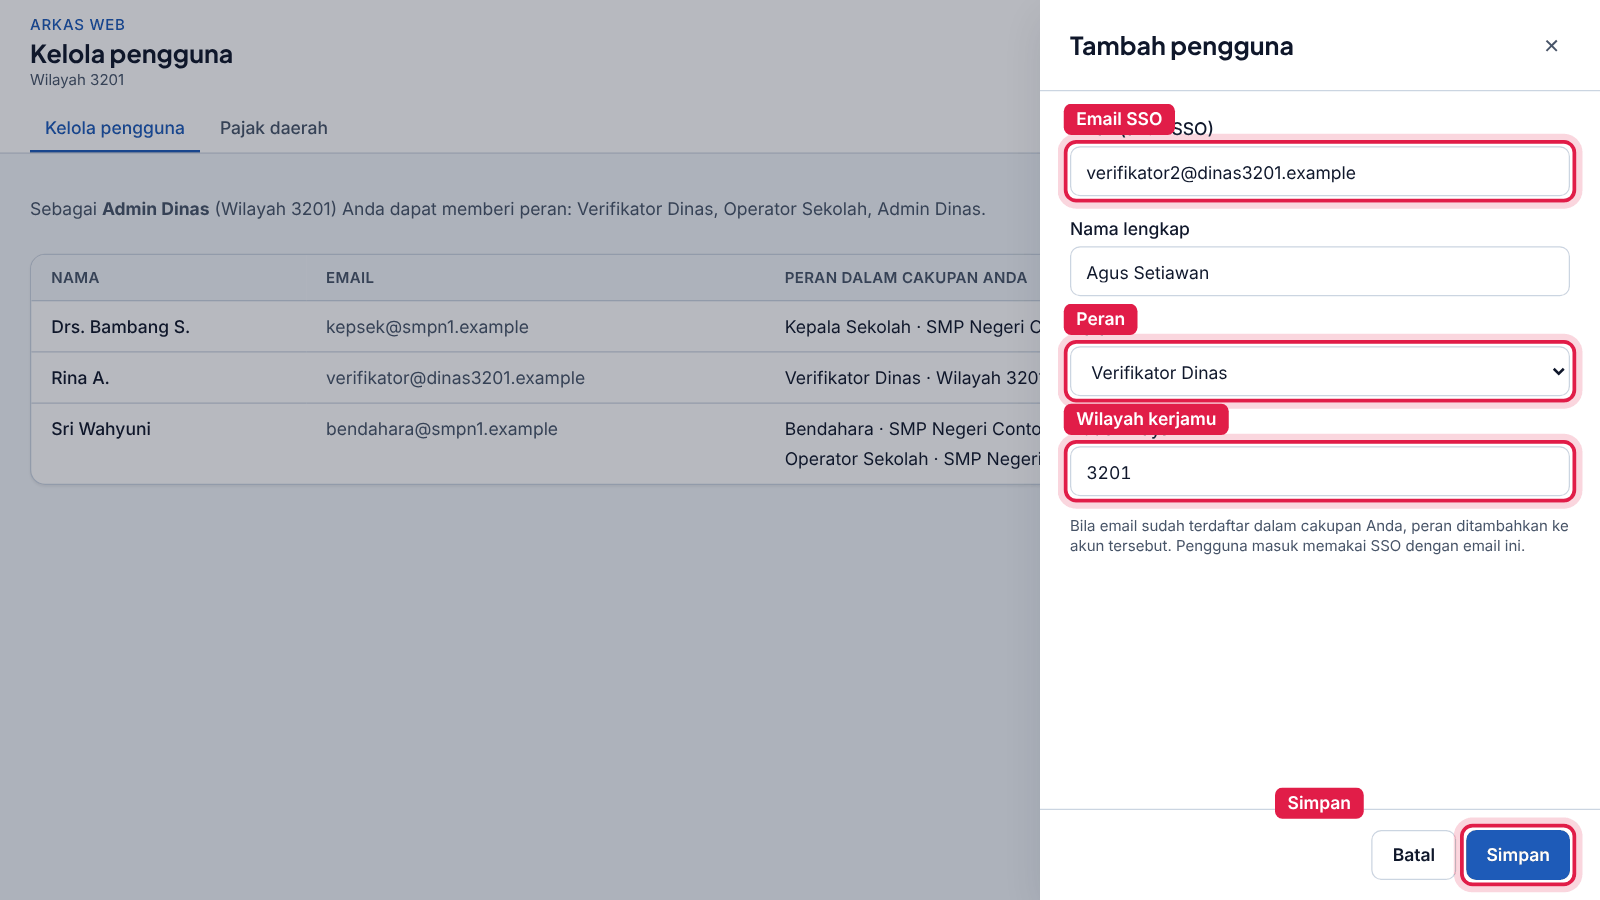 ARKAS WEB
Kelola pengguna
Wilayah 3201
Kelola pengguna
Pajak daerah
Sebagai Admin Dinas (Wilayah 3201) Anda dapat memberi peran: Verifikator Dinas, Operator Sekolah, Admin Dinas.
NAMA EMAIL PERAN DALAM CAKUPAN ANDA
Drs. Bambang S. kepsek@smpn1.example Kepala Sekolah · SMP Negeri
Rina A. verifikator@dinas3201.example Verifikator Dinas · Wilayah 320
Sri Wahyuni bendahara@smpn1.example Bendahara · SMP Negeri Conto
Operator Sekolah · SMP Negeri
Tambah pengguna
×
Email SSO
SSO)
verifikator2@dinas3201.example
Nama lengkap
Agus Setiawan
Peran
Verifikator Dinas
Wilayah kerjamu
3201
Bila email sudah terdaftar dalam cakupan Anda, peran ditambahkan ke
akun tersebut. Pengguna masuk memakai SSO dengan email ini.
Simpan
Batal
Simpan